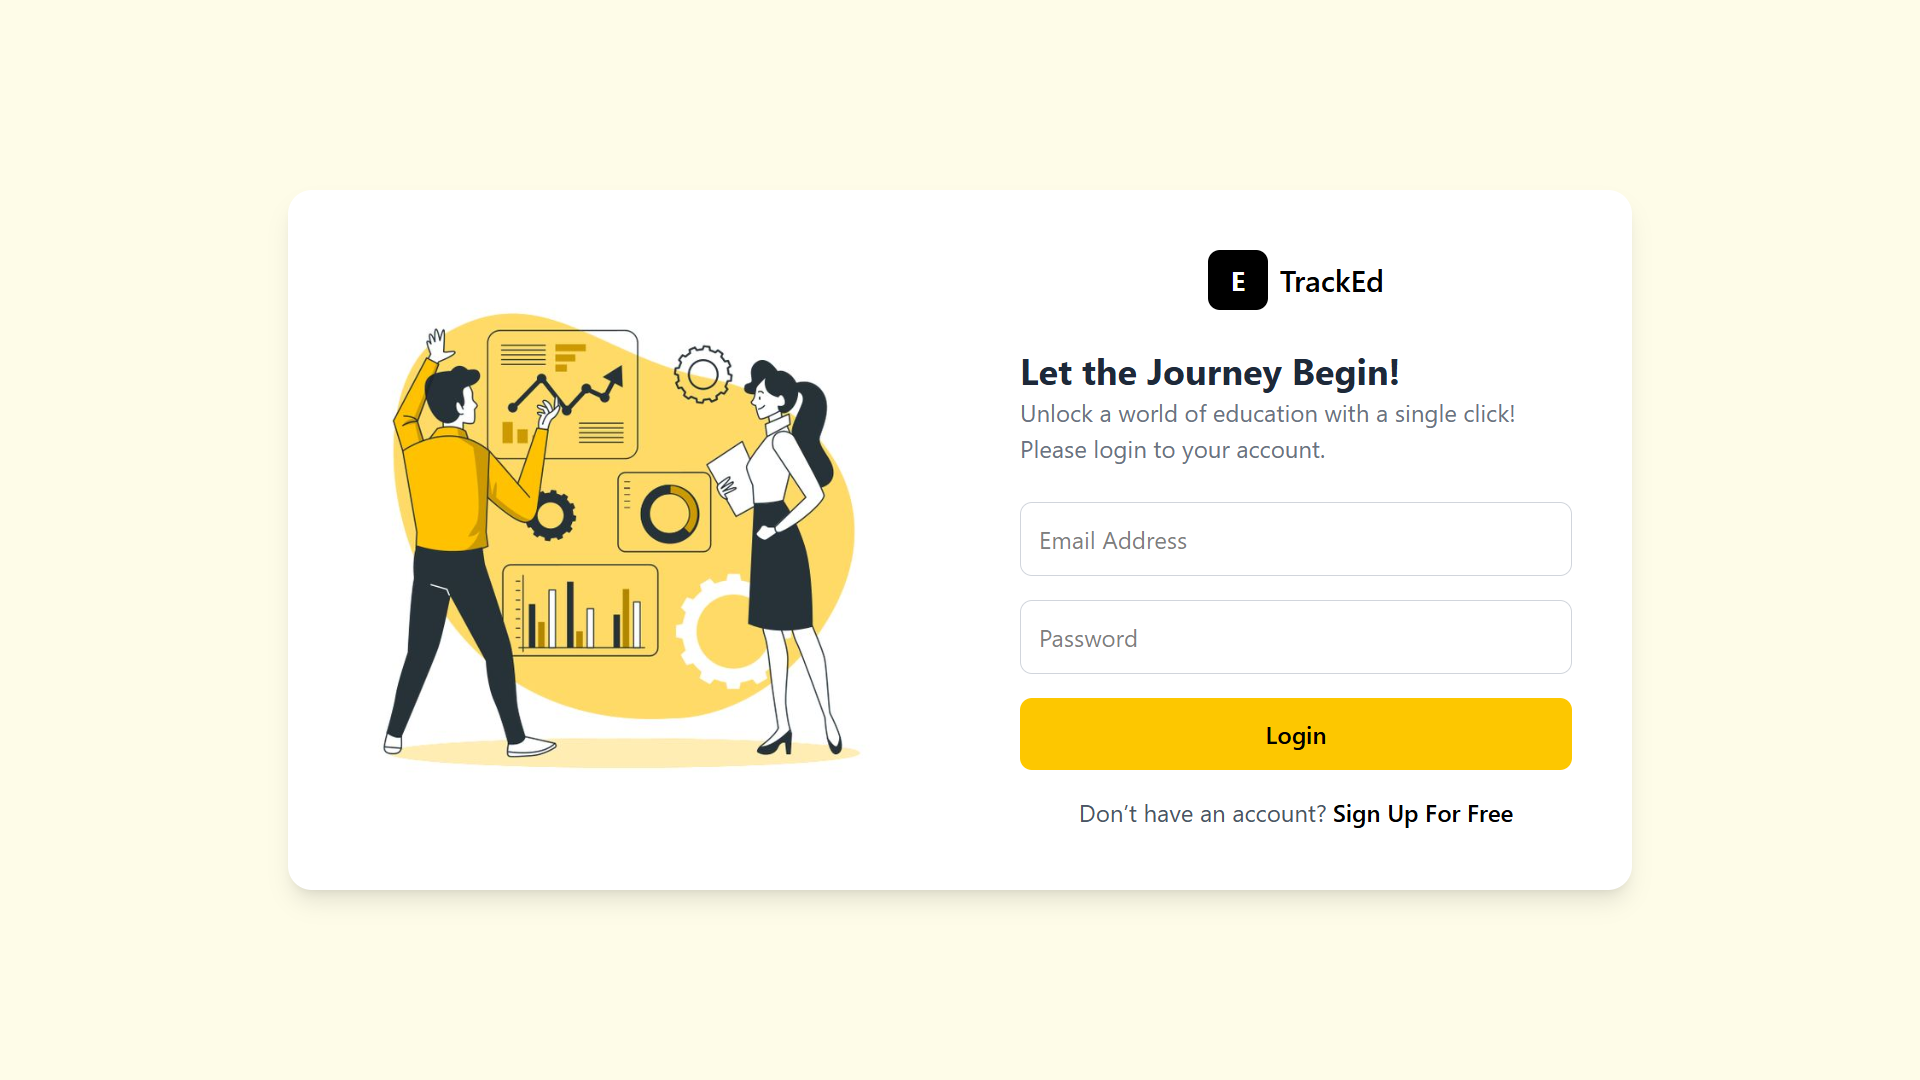 E TrackEd
Let the Journey Begin!
Unlock a world of education with a single click!
Please login to your account.
Email Address
Password
Login
Don’t have an account? Sign Up For Free